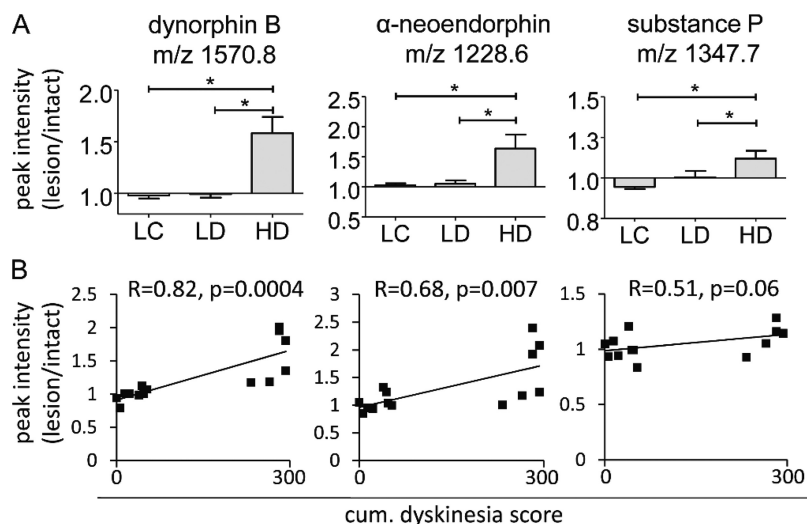 A
dynorphin B
m/z 1570.8
α-neoendorphin
m/z 1228.6
substance P
m/z 1347.7
peak intensity
(lesion/intact)
2.0
1.5
1.0
*
*
LC LD HD
2.5
2.0
1.5
1.0
0.5
*
*
LC LD HD
1.5
1.3
1.0
0.8
*
*
LC LD HD
B
peak intensity
(lesion/intact)
R=0.82, p=0.0004
2.5
2
1.5
1
0.5
0
0 300
R=0.68, p=0.007
3
2.5
2
1.5
1
0.5
0
0 300
R=0.51, p=0.06
1.5
1
0.5
0
0 300
cum. dyskinesia score